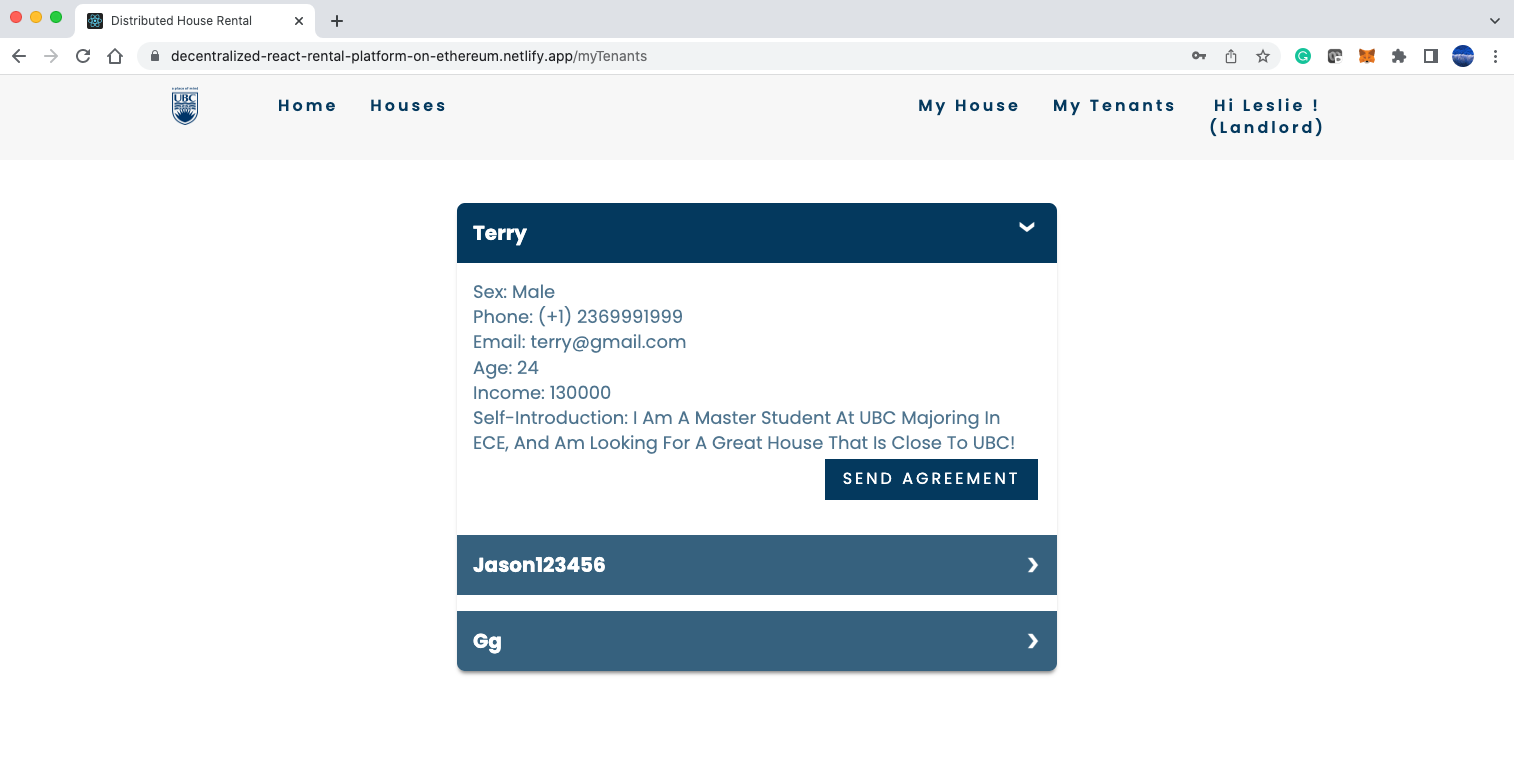 Distributed House Rental
decentralized-react-rental-platform-on-ethereum.netlify.app/myTenants
a place of mind
UBC
Home
Houses
My House
My Tenants
Hi Leslie !
(Landlord)
Terry
Sex: Male
Phone: (+1) 2369991999
Email: terry@gmail.com
Age: 24
Income: 130000
Self-Introduction: I Am A Master Student At UBC Majoring In
ECE, And Am Looking For A Great House That Is Close To UBC!
SEND AGREEMENT
Jason123456
Gg